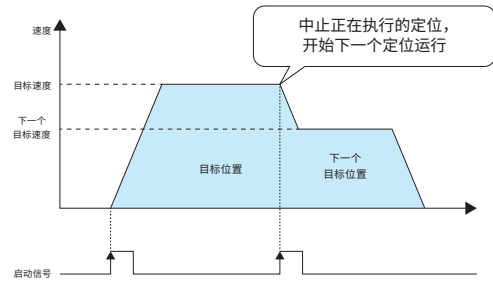 中止正在执行的定位，
开始下一个定位运行
速度
目标速度
下一个
目标速度
目标位置
下一个
目标位置
启动信号